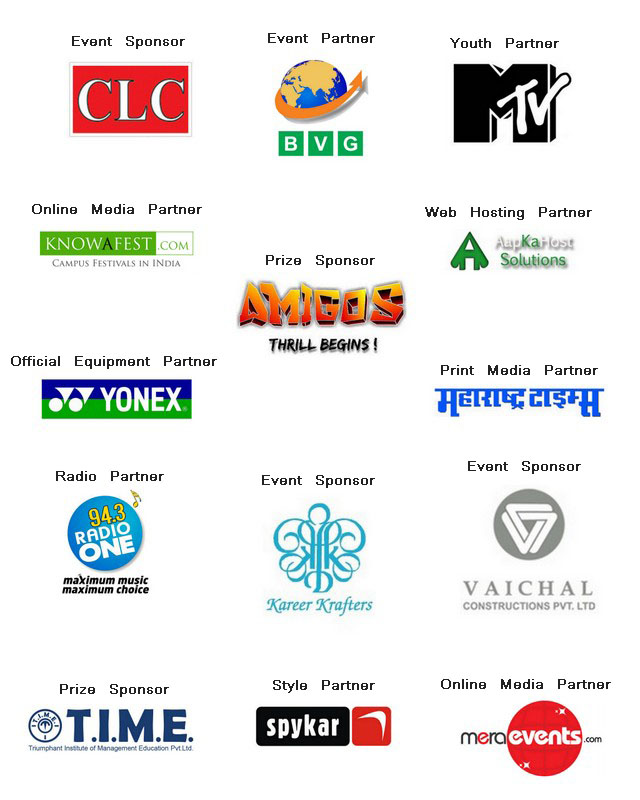 Event Sponsor
CLC
Event Partner
BVG
Youth Partner
MTV
Online Media Partner
KNOWAFEST.COM
CAMPUS FESTIVALS IN INDIA
Prize Sponsor
AMIGOS
THRILL BEGINS !
Web Hosting Partner
AapKaHost
Solutions
Official Equipment Partner
YONEX
Print Media Partner
महाराष्ट्र टाइम्स
Radio Partner
94.3
RADIO
ONE
maximum music
maximum choice
Event Sponsor
Kareer Krafters
Event Sponsor
VAICHAL
CONSTRUCTIONS PVT. LTD
Prize Sponsor
T.I.M.E.
T.I.M.E.
Triumphant Institute of Management Education Pvt.Ltd.
Style Partner
spykar
Online Media Partner
meraevents.com